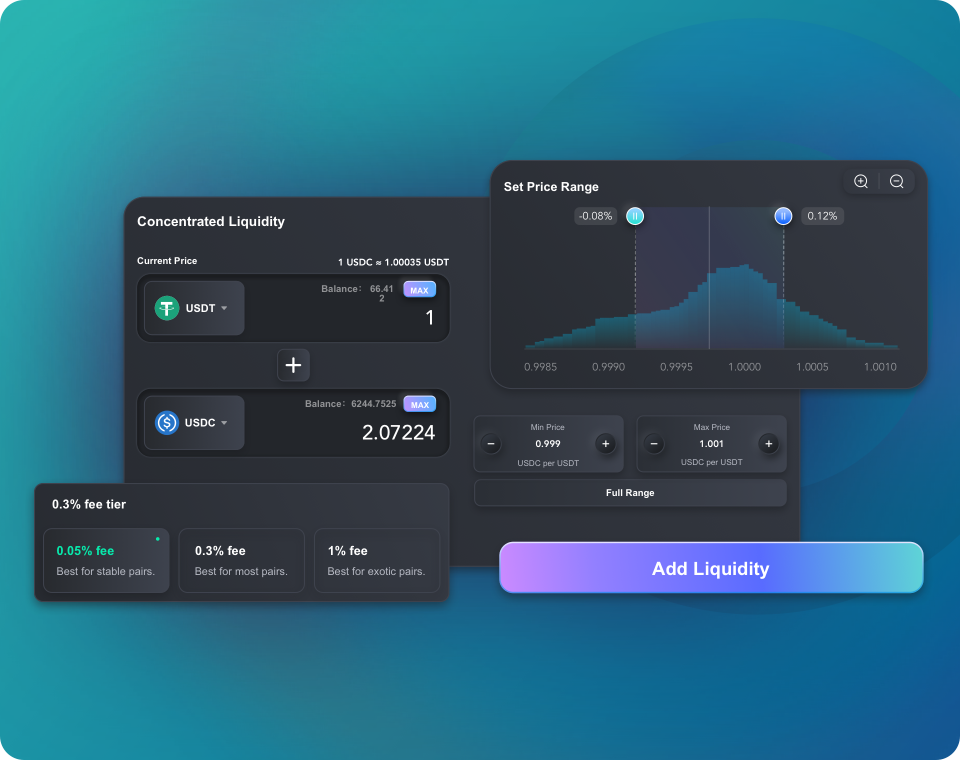 Set Price Range
-0.08%
0.12%
0.9985 0.9990 0.9995 1.0000 1.0005 1.0010
Concentrated Liquidity
Current Price
1 USDC ≈ 1.00035 USDT
USDT
Balance: 66.41
2
MAX
1
+
USDC
Balance: 6244.7525
MAX
2.07224
Min Price
− 0.999 +
USDC per USDT
Max Price
− 1.001 +
USDC per USDT
Full Range
0.3% fee tier
0.05% fee
Best for stable pairs.
0.3% fee
Best for most pairs.
1% fee
Best for exotic pairs.
Add Liquidity